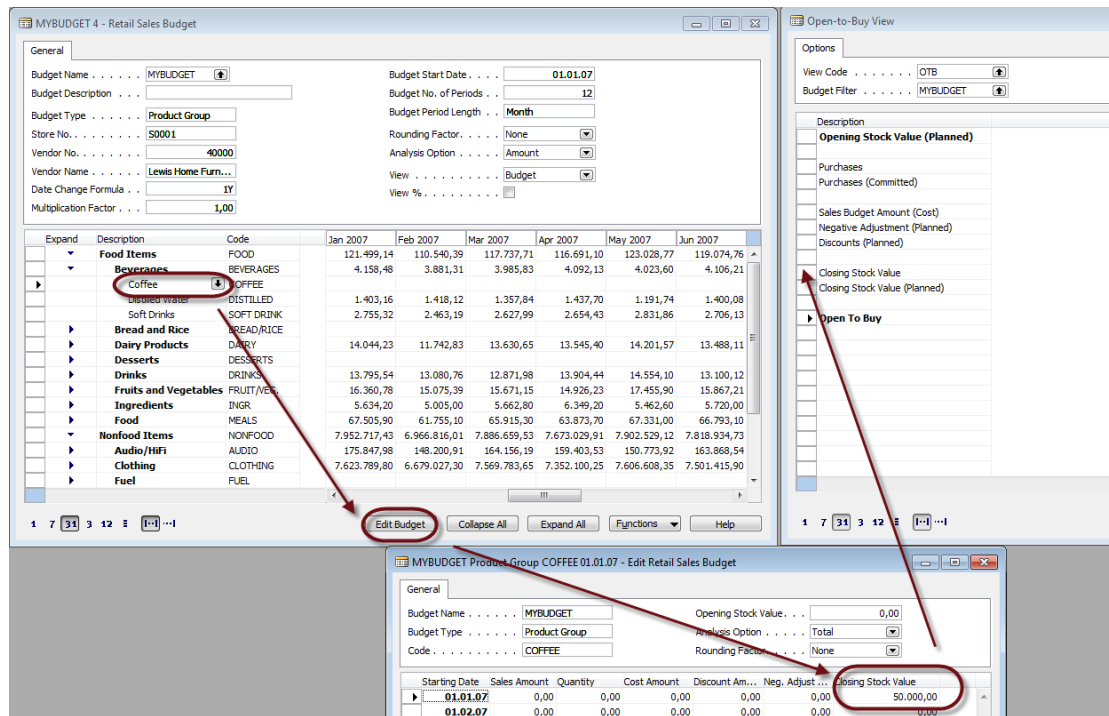 MYBUDGET 4 - Retail Sales Budget
General
Budget Name . . . . . . MYBUDGET
Budget Start Date . . . . 01.01.07
Budget Description . . .
Budget No. of Periods . . 12
Budget Type . . . . . . Product Group
Budget Period Length . . Month
Store No. . . . . . . . . S0001
Rounding Factor. . . . . None
Vendor No. . . . . . . . 40000
Analysis Option . . . . . Amount
Vendor Name . . . . . . Lewis Home Furn...
View . . . . . . . . . . Budget
Date Change Formula . . 1Y
View % . . . . . . . . .
Multiplication Factor . . . 1,00
Expand Description Code Jan 2007 Feb 2007 Mar 2007 Apr 2007 May 2007 Jun 2007
Food Items FOOD 121.499,14 110.540,39 117.737,71 116.691,10 123.028,77 119.074,76
Beverages BEVERAGES 4.158,48 3.881,31 3.985,83 4.092,13 4.023,60 4.106,21
Coffee COFFEE
Distilled Water DISTILLED 1.403,16 1.418,12 1.357,84 1.437,70 1.191,74 1.400,08
Soft Drinks SOFT DRINK 2.755,32 2.463,19 2.627,99 2.654,43 2.831,86 2.706,13
Bread and Rice BREAD/RICE
Dairy Products DAIRY 14.044,23 11.742,83 13.630,65 13.545,40 14.201,57 13.488,11
Desserts DESSERTS
Drinks DRINKS 13.795,54 13.080,76 12.871,98 13.904,44 14.554,10 13.100,12
Fruits and Vegetables FRUIT/VEG. 16.360,78 15.075,39 15.671,15 14.926,23 17.455,90 15.867,21
Ingredients INGR 5.634,20 5.005,00 5.662,80 6.349,20 5.462,60 5.720,00
Food MEALS 67.505,90 61.755,10 65.915,30 63.873,70 67.331,00 66.793,10
Nonfood Items NONFOOD 7.952.717,43 6.966.816,01 7.886.659,53 7.673.029,91 7.902.529,12 7.818.934,73
Audio/HiFi AUDIO 175.847,98 148.200,91 164.156,19 159.403,53 150.773,92 163.868,54
Clothing CLOTHING 7.623.789,80 6.679.027,30 7.569.783,65 7.352.100,25 7.606.608,35 7.501.415,90
Fuel FUEL
1 7 31 3 12
Edit Budget Collapse All Expand All Functions Help
Open-to-Buy View
Options
View Code . . . . . . . OTB
Budget Filter . . . . . . MYBUDGET
Description
Opening Stock Value (Planned)
Purchases
Purchases (Committed)
Sales Budget Amount (Cost)
Negative Adjustment (Planned)
Discounts (Planned)
Closing Stock Value
Closing Stock Value (Planned)
Open To Buy
1 7 31 3 12
MYBUDGET Product Group COFFEE 01.01.07 - Edit Retail Sales Budget
General
Budget Name . . . . . . MYBUDGET
Opening Stock Value. . . 0,00
Budget Type . . . . . . Product Group
Analysis Option . . . . . Total
Code . . . . . . . . . . COFFEE
Rounding Factor. . . . . None
Starting Date Sales Amount Quantity Cost Amount Discount Am... Neg. Adjust ... Closing Stock Value
01.01.07 0,00 0,00 0,00 0,00 0,00 50.000,00
01.02.07 0,00 0,00 0,00 0,00 0,00 0,00